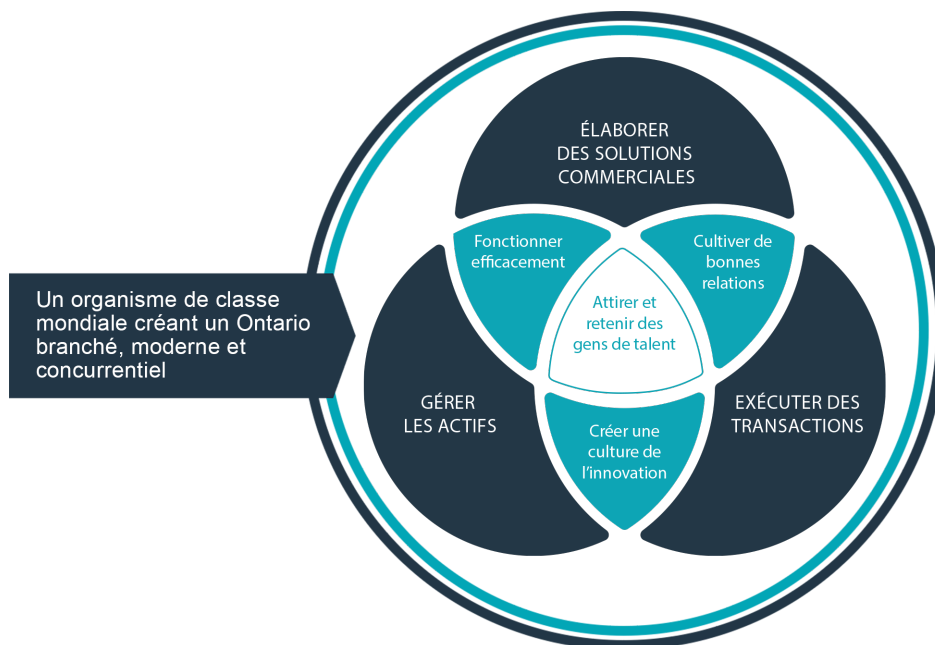 ÉLABORER
DES SOLUTIONS
COMMERCIALES
Fonctionner
efficacement
Cultiver de
bonnes
relations
Un organisme de classe
mondiale créant un Ontario
branché, moderne et
concurrentiel
Attirer et
retenir des
gens de talent
GÉRER
LES ACTIFS
EXÉCUTER DES
TRANSACTIONS
Créer une
culture de
l’innovation